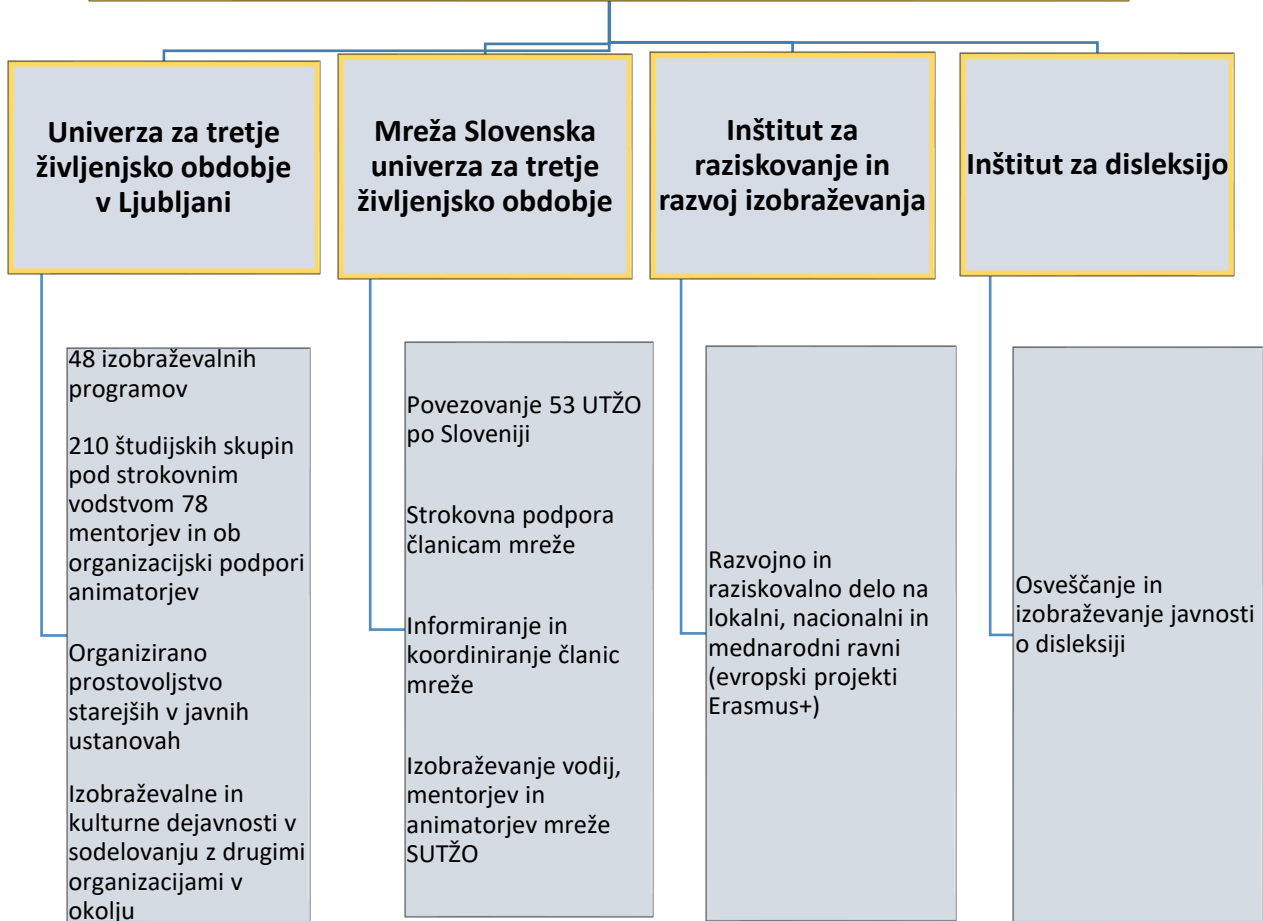 Univerza za tretje
življenjsko obdobje
v Ljubljani
Mreža Slovenska
univerza za tretje
življenjsko obdobje
Inštitut za
raziskovanje in
razvoj izobraževanja
Inštitut za disleksijo
48 izobraževalnih
programov
210 študijskih skupin
pod strokovnim
vodstvom 78
mentorjev in ob
organizacijski podpori
animatorjev
Organizirano
prostovoljstvo
starejših v javnih
ustanovah
Izobraževalne in
kulturne dejavnosti v
sodelovanju z drugimi
organizacijami v
okolju
Povezovanje 53 UTŽO
po Sloveniji
Strokovna podpora
članicam mreže
Informiranje in
koordiniranje članic
mreže
Izobraževanje vodij,
mentorjev in
animatorjev mreže
SUTŽO
Razvojno in
raziskovalno delo na
lokalni, nacionalni in
mednarodni ravni
(evropski projekti
Erasmus+)
Osveščanje in
izobraževanje javnosti
o disleksiji